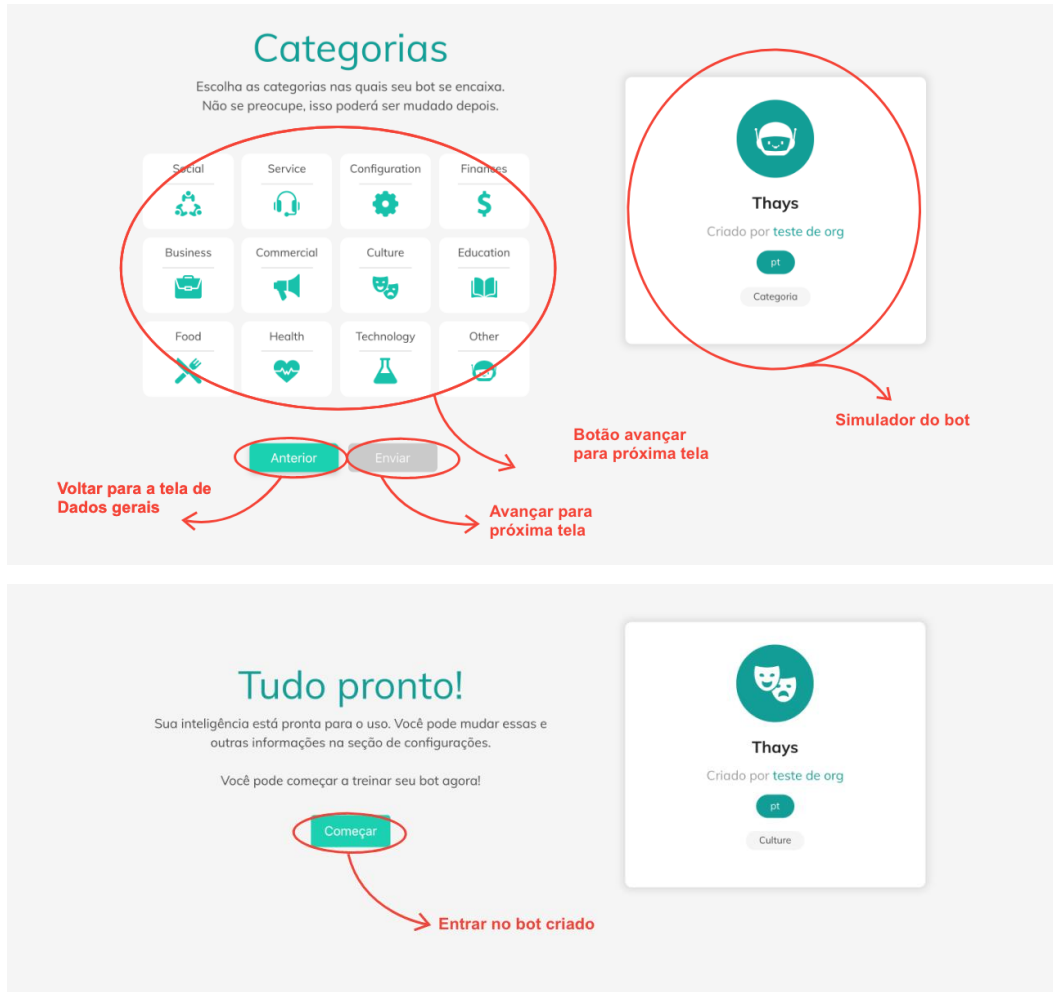 Categorias
Escolha as categorias nas quais seu bot se encaixa.
Não se preocupe, isso poderá ser mudado depois.
Social
Service
Configuration
Finances
Business
Commercial
Culture
Education
Food
Health
Technology
Other
Thays
Criado por teste de org
pt
Categoria
Simulador do bot
Botão avançar
para próxima tela
Anterior
Enviar
Voltar para a tela de
Dados gerais
Avançar para
próxima tela
Tudo pronto!
Sua inteligência está pronta para o uso. Você pode mudar essas e
outras informações na seção de configurações.
Você pode começar a treinar seu bot agora!
Começar
Entrar no bot criado
Thays
Criado por teste de org
pt
Culture